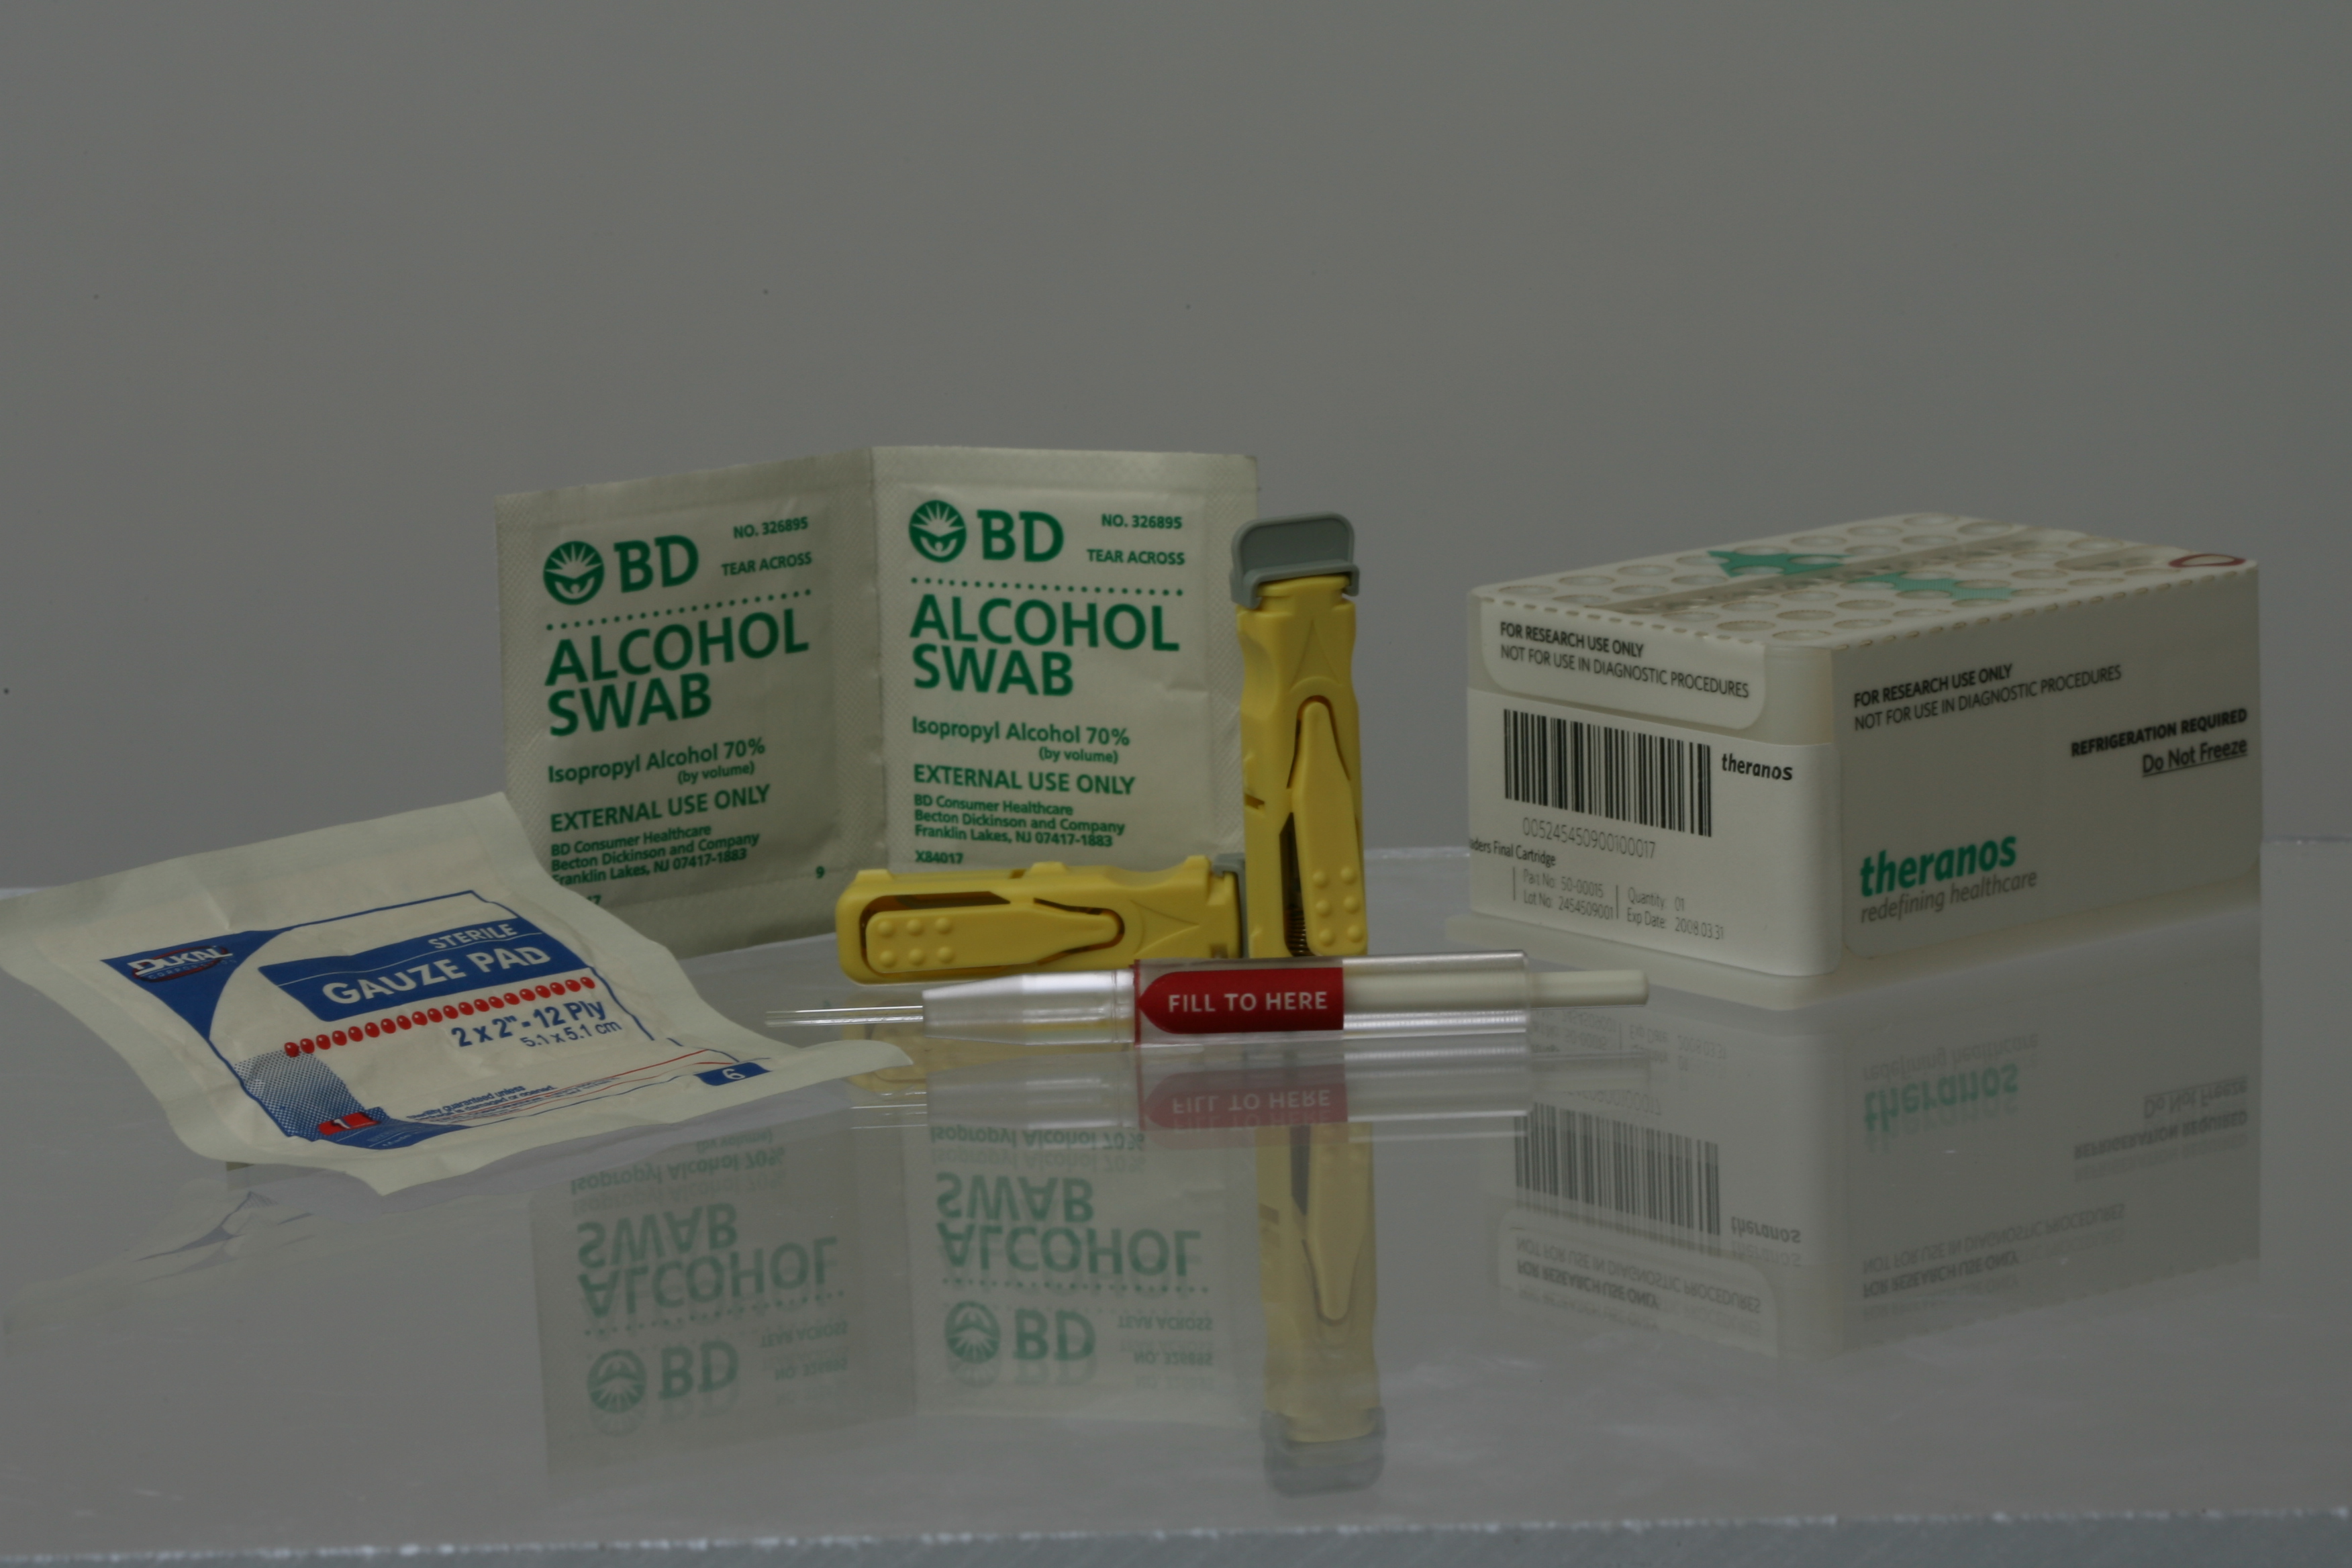 BD
NO. 326895
TEAR ACROSS
ALCOHOL
SWAB
Isopropyl Alcohol 70%
(by volume)
EXTERNAL USE ONLY
BD Consumer Healthcare
Becton Dickinson and Company
Franklin Lakes, NJ 07417-1883
17
9
BD
NO. 326895
TEAR ACROSS
ALCOHOL
SWAB
Isopropyl Alcohol 70%
(by volume)
EXTERNAL USE ONLY
BD Consumer Healthcare
Becton Dickinson and Company
Franklin Lakes, NJ 07417-1883
X84017
DUKAL
STERILE
GAUZE PAD
2 x 2" - 12 Ply
5.1 x 5.1 cm
1
6
FILL TO HERE
FOR RESEARCH USE ONLY
NOT FOR USE IN DIAGNOSTIC PROCEDURES
theranos
005245450900100017
Final Cartridge
Part No: 50-00015
Lot No: 2454509001
Quantity: 01
Exp Date: 2008.03.31
FOR RESEARCH USE ONLY
NOT FOR USE IN DIAGNOSTIC PROCEDURES
REFRIGERATION REQUIRED
Do Not Freeze
theranos
redefining healthcare